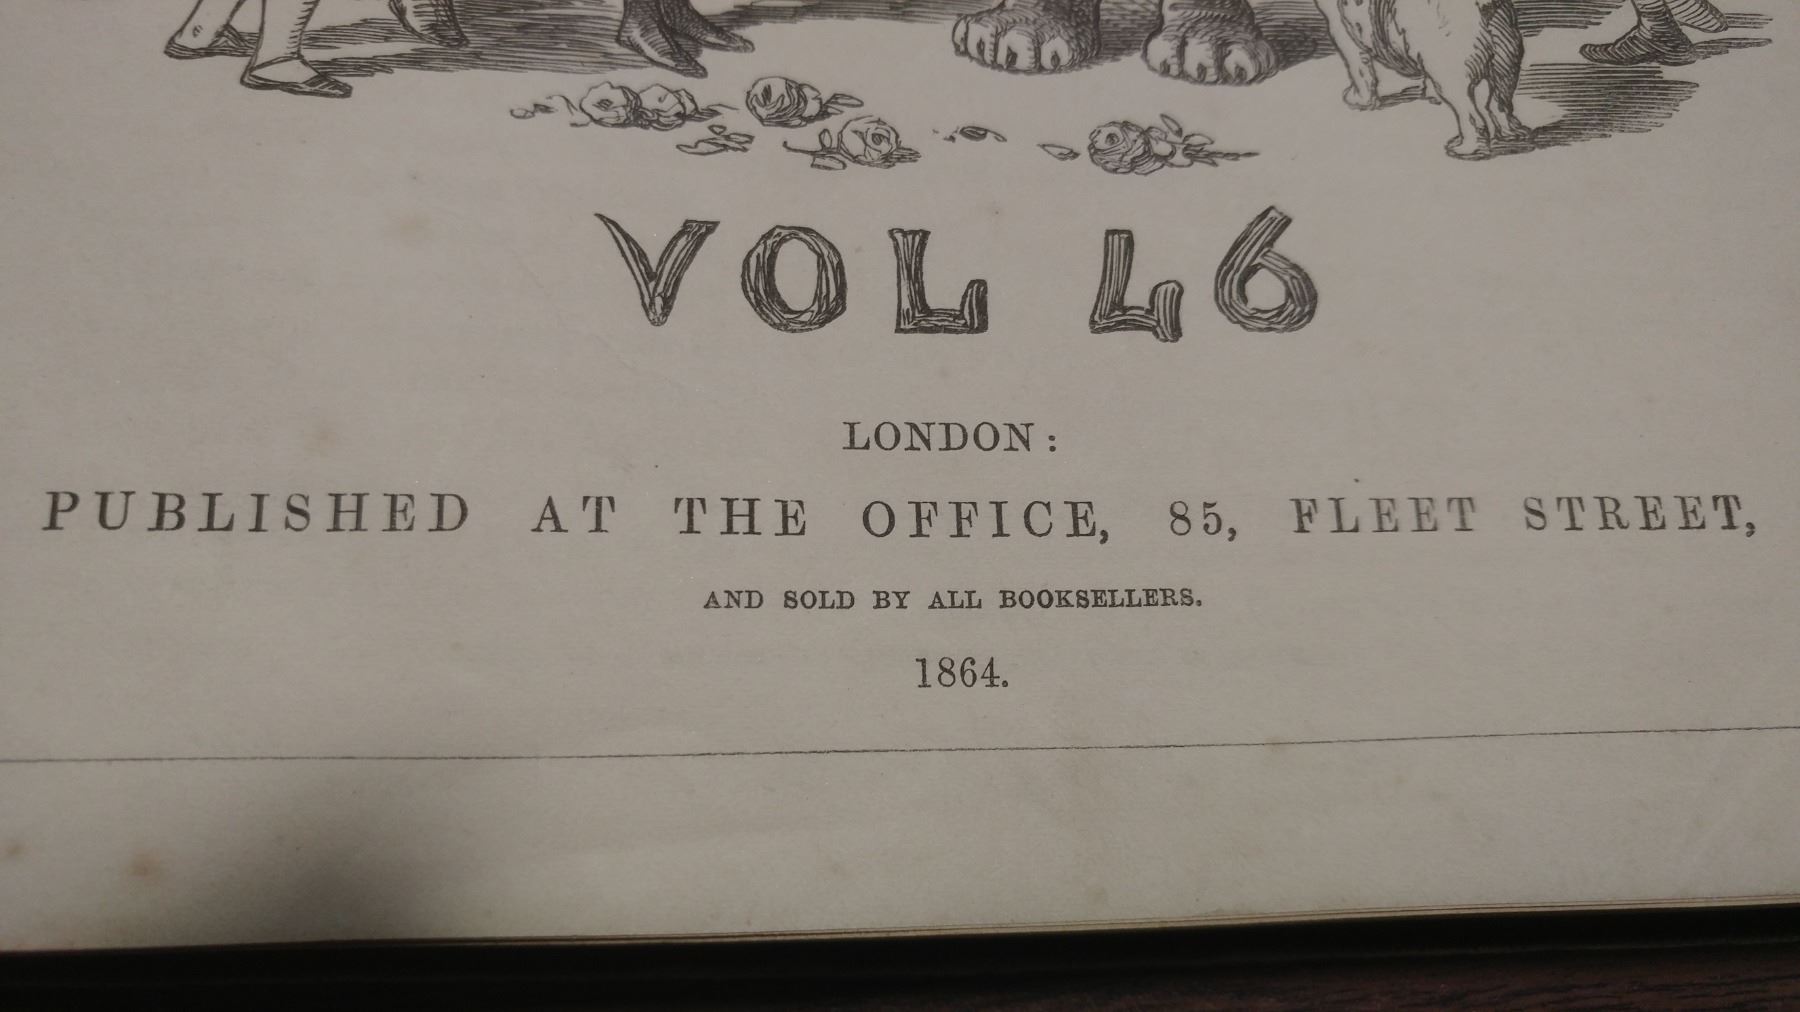 VOL 46
LONDON:
PUBLISHED AT THE OFFICE, 85, FLEET STREET,
AND SOLD BY ALL BOOKSELLERS.
1864.